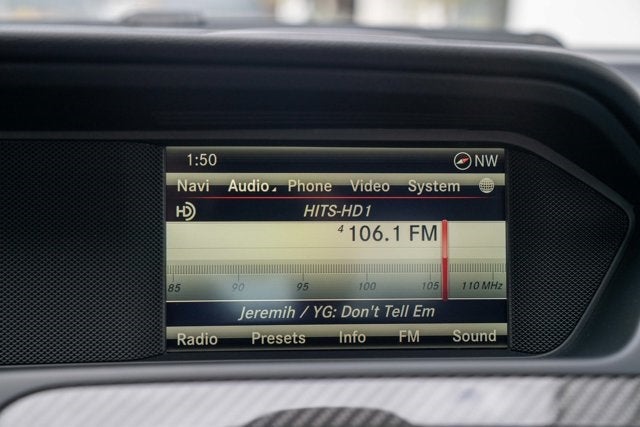 1:50 NW
Navi Audio Phone Video System
HD HITS-HD1
4 106.1 FM
85 90 95 100 105 110 MHz
Jeremih / YG: Don't Tell Em
Radio Presets Info FM Sound